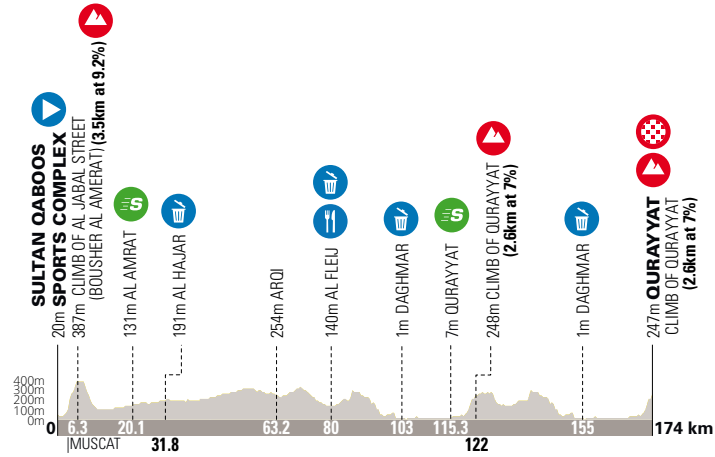 SULTAN QABOOS
SPORTS COMPLEX
20m
387m CLIMB OF AL JABAL STREET
(BOUSHER AL AMERAT) (3.5km at 9.2%)
S
131m AL AMRAT
191m AL HAJAR
254m ARQI
140m AL FLEIJ
1m DAGHMAR
S
7m QURAYYAT
248m CLIMB OF QURAYYAT
(2.6km at 7%)
1m DAGHMAR
247m QURAYYAT
CLIMB OF QURAYYAT
(2.6km at 7%)
400m
300m
200m
100m
0m
0 6.3 20.1 63.2 80 103 115.3 155 174 km
MUSCAT 31.8 122